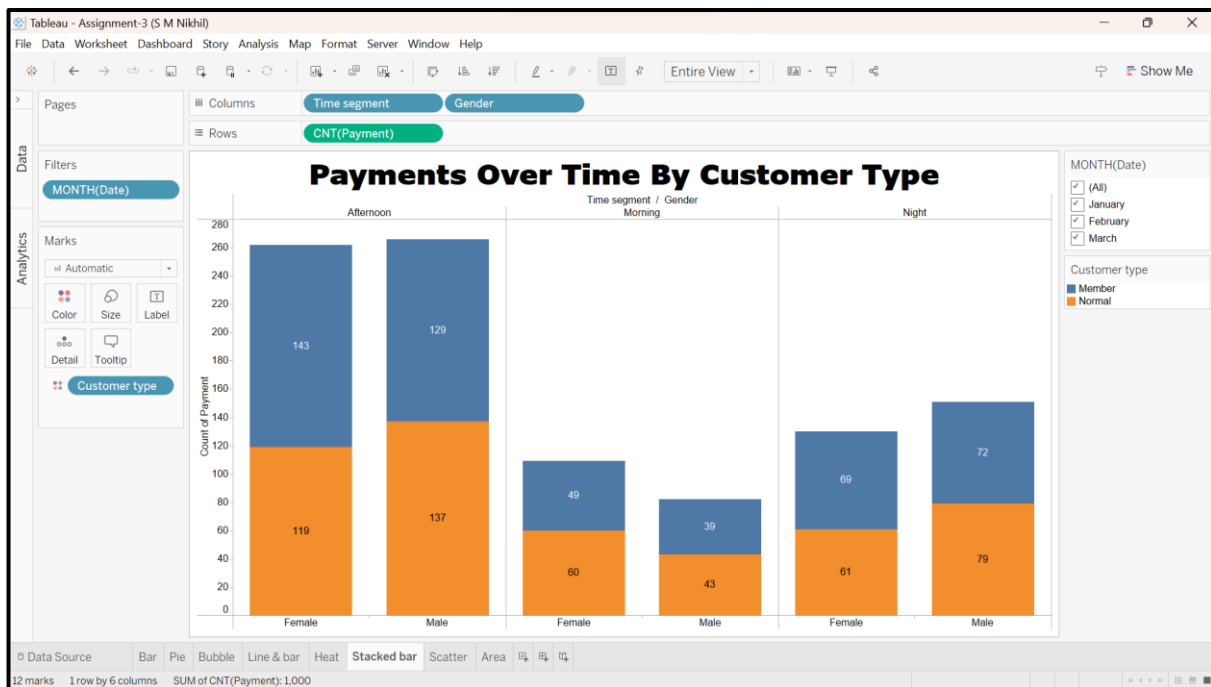 Tableau - Assignment-3 (S M Nikhil)
File Data Worksheet Dashboard Story Analysis Map Format Server Window Help
Entire View
Show Me
Pages
Columns Time segment Gender
Rows CNT(Payment)
Data
Analytics
Filters
MONTH(Date)
Marks
Automatic
Color Size Label
Detail Tooltip
Customer type
Payments Over Time By Customer Type
Time segment / Gender
Afternoon Morning Night
Count of Payment
280
260
240
220
200
180
160
140
120
100
80
60
40
20
0
143 129 49 39 69 72
119 137 60 43 61 79
Female Male Female Male Female Male
MONTH(Date)
(All)
January
February
March
Customer type
Member
Normal
Data Source Bar Pie Bubble Line & bar Heat Stacked bar Scatter Area
12 marks 1 row by 6 columns SUM of CNT(Payment): 1,000